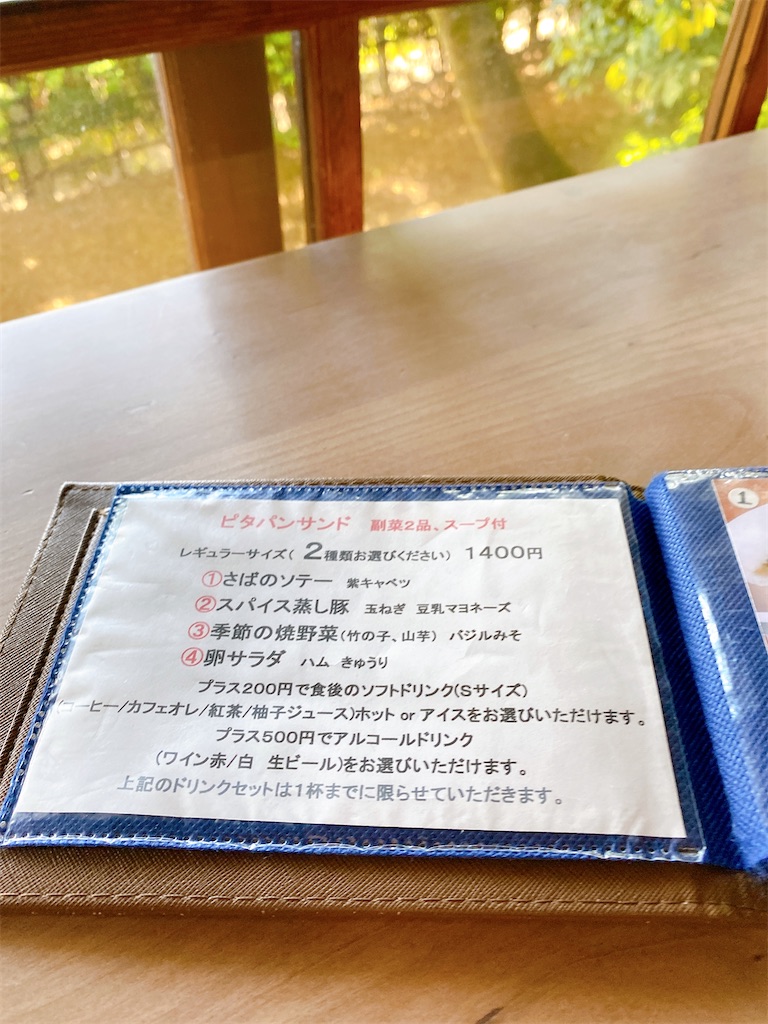 ピタパンサンド 副菜2品、スープ付
レギュラーサイズ( 2種類お選びください) 1400円
①さばのソテー 紫キャベツ
②スパイス蒸し豚 玉ねぎ 豆乳マヨネーズ
③季節の焼野菜(竹の子、山芋) バジルみそ
④卵サラダ ハム きゅうり
プラス200円で食後のソフトドリンク(Sサイズ)
(コーヒー/カフェオレ/紅茶/柚子ジュース)ホット or アイスをお選びいただけます。
プラス500円でアルコールドリンク
(ワイン赤/白 生ビール)をお選びいただけます。
上記のドリンクセットは1杯までに限らせていただきます。
①